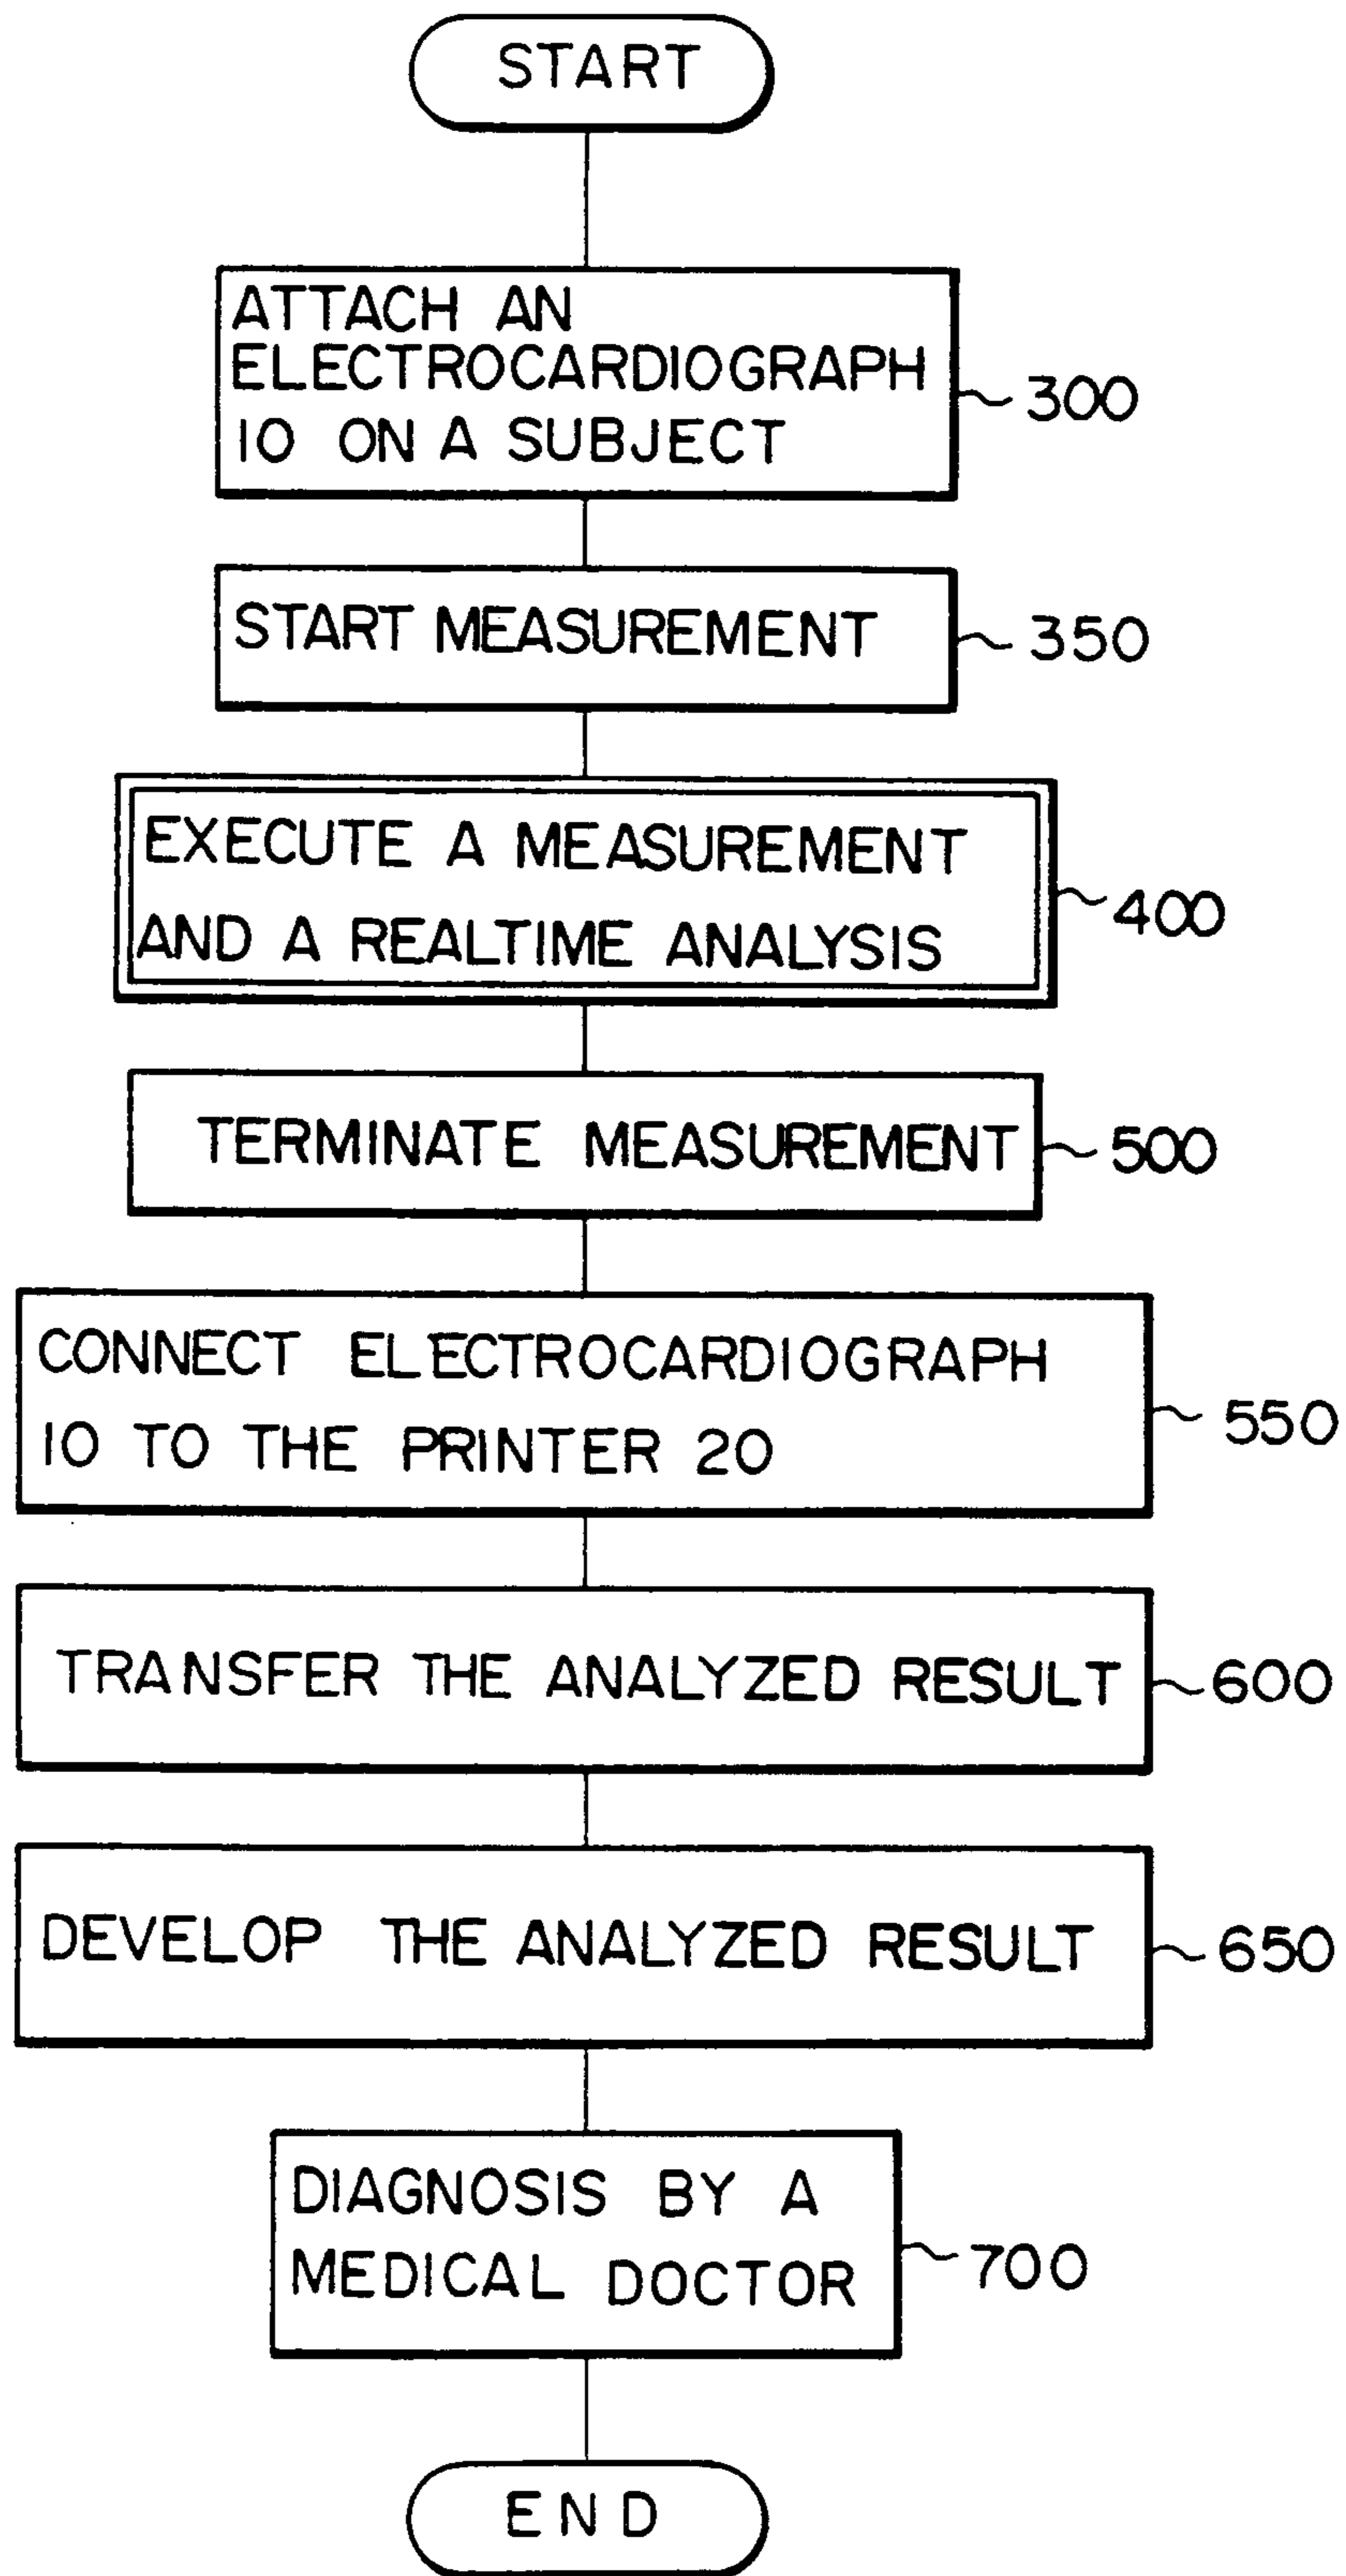 START
ATTACH AN
ELECTROCARDIOGRAPH
10 ON A SUBJECT
300
START MEASUREMENT
350
EXECUTE A MEASUREMENT
AND A REALTIME ANALYSIS
400
TERMINATE MEASUREMENT
500
CONNECT ELECTROCARDIOGRAPH
10 TO THE PRINTER 20
550
TRANSFER THE ANALYZED RESULT
600
DEVELOP THE ANALYZED RESULT
650
DIAGNOSIS BY A
MEDICAL DOCTOR
700
END